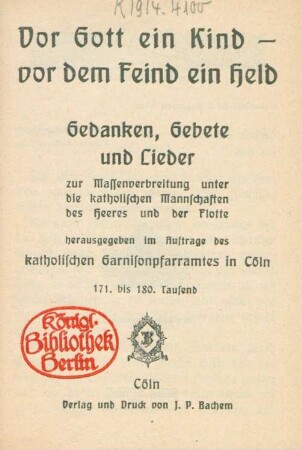 K 1914. 4100
Vor Gott ein Kind —
vor dem Feind ein Held
Gedanken, Gebete
und Lieder
zur Massenverbreitung unter
die katholischen Mannschaften
des Heeres und der Flotte
herausgegeben im Auftrage des
katholischen Garnisonpfarramtes in Cöln
171. bis 180. Tausend
Königl.
Bibliothek
Berlin
B
Cöln
Verlag und Druck von J. P. Bachem